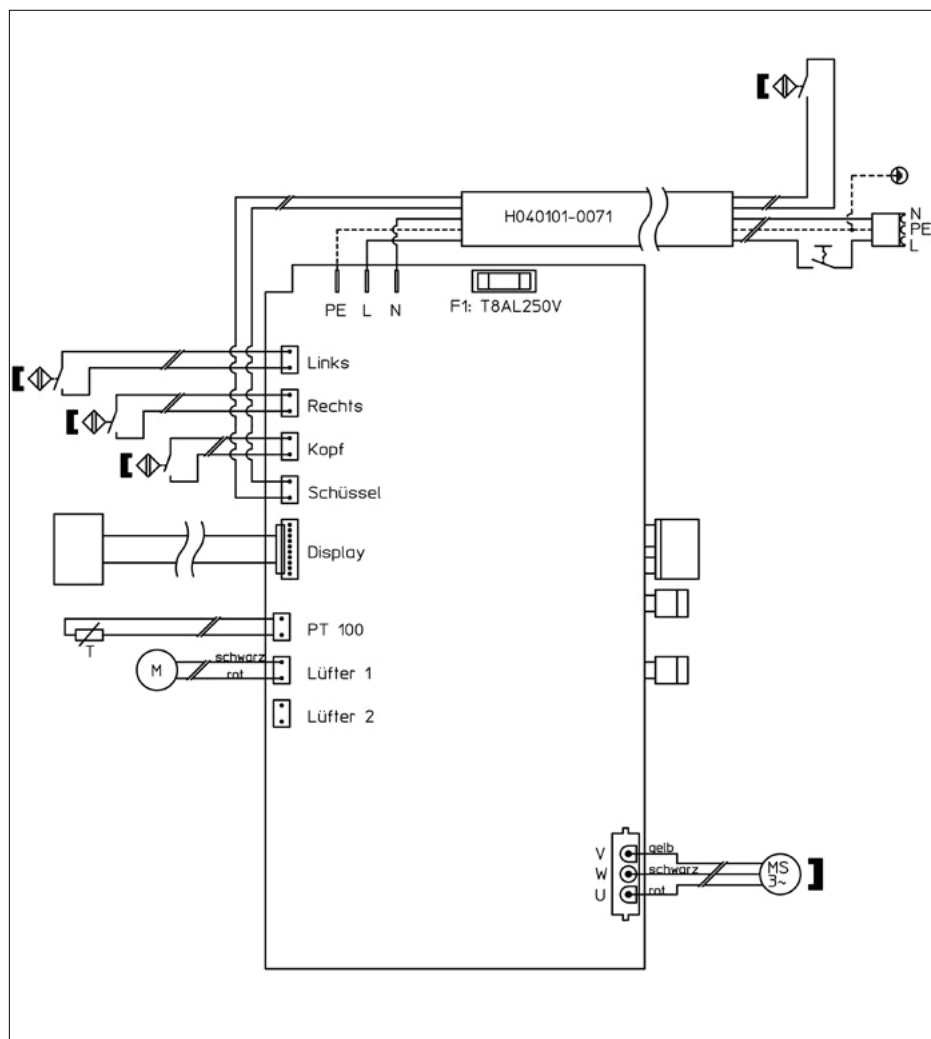 H040101-0071
N
PE
L
PE L N
F1: T8AL250V
Links
Rechts
Kopf
Schüssel
Display
PT 100
T
M
schwarz
rot
Lüfter 1
Lüfter 2
V
gelb
W
schwarz
U
rot
MS
3~